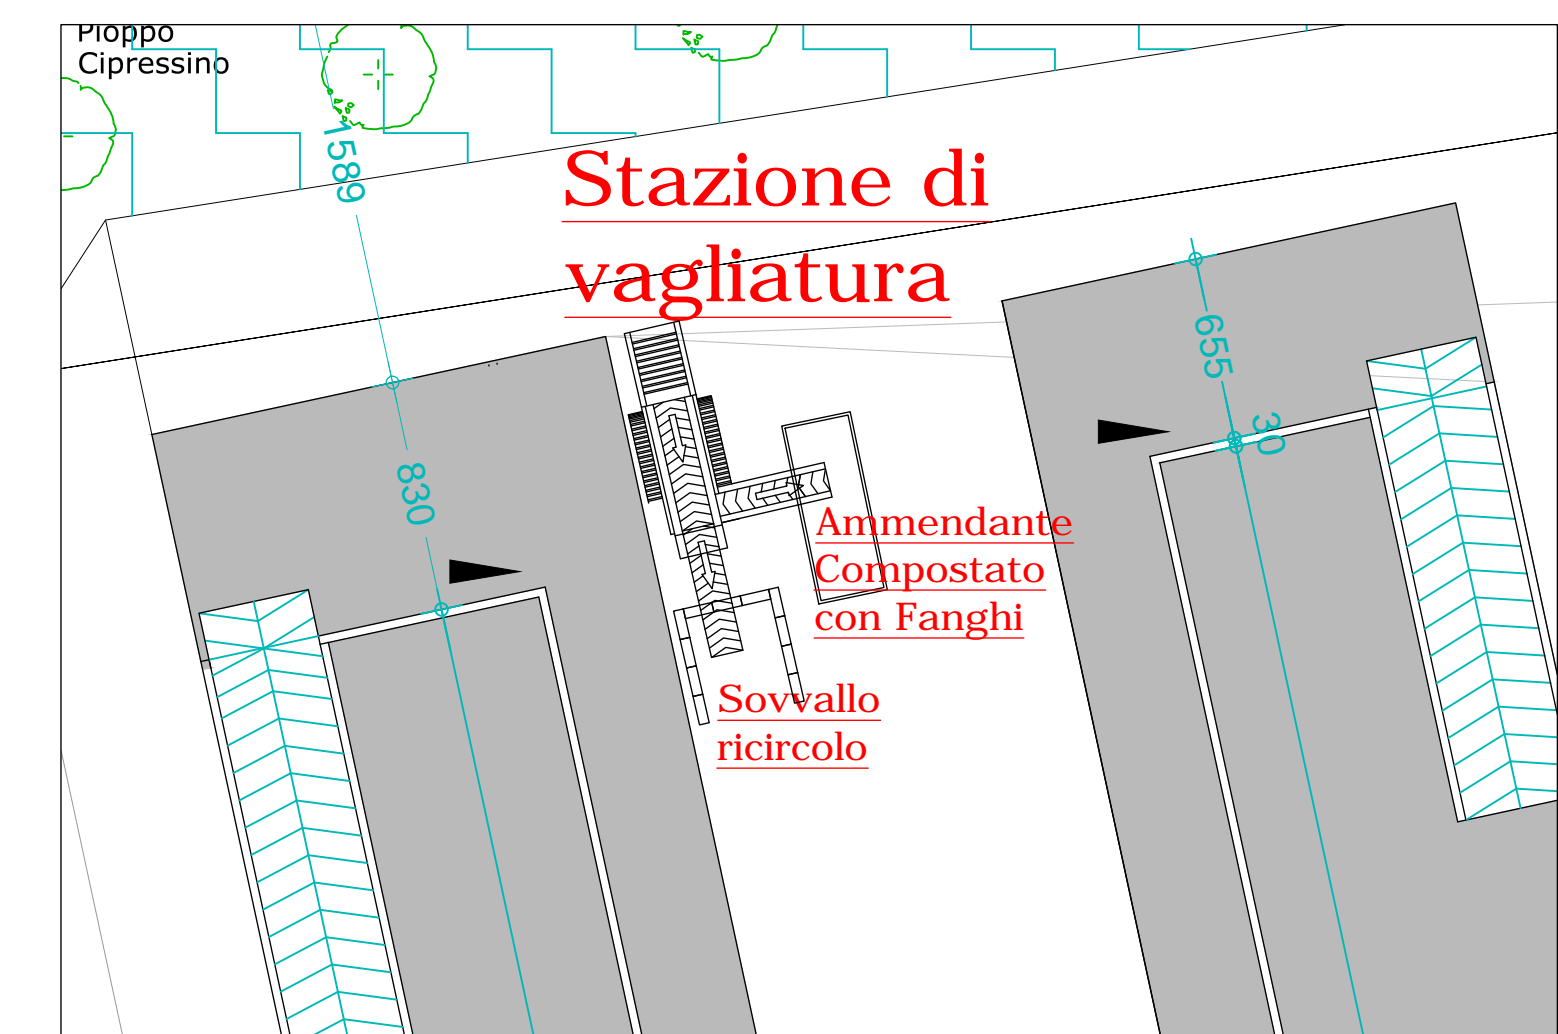 Pioppo
Cipressino
1589
Stazione di
vagliatura
655
30
830
Ammendante
Compostato
con Fanghi
Sovvallo
ricircolo